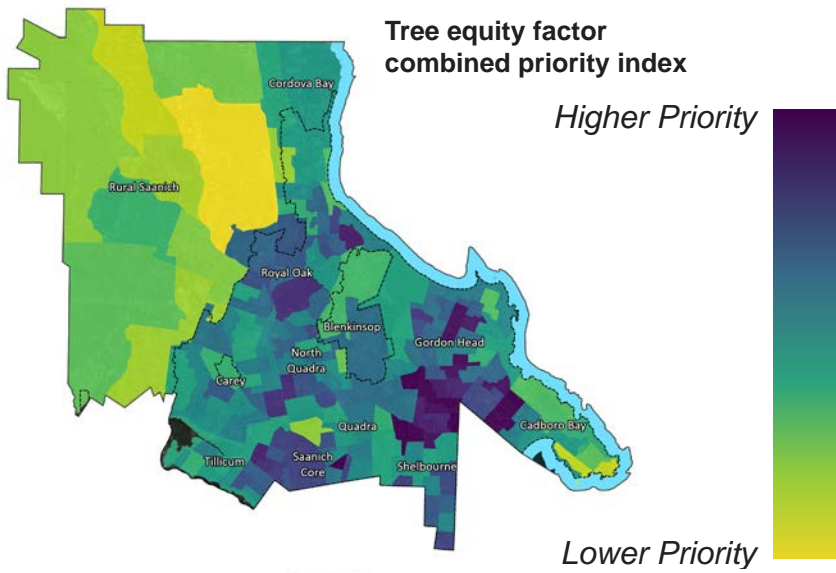 Tree equity factor
combined priority index
Higher Priority
Cordova Bay
Rural Saanich
Royal Oak
Blenkinsop
Gordon Head
North
Quadra
Carey
Quadra
Cadboro Bay
Tillicum
Saanich
Core
Shelbourne
Lower Priority